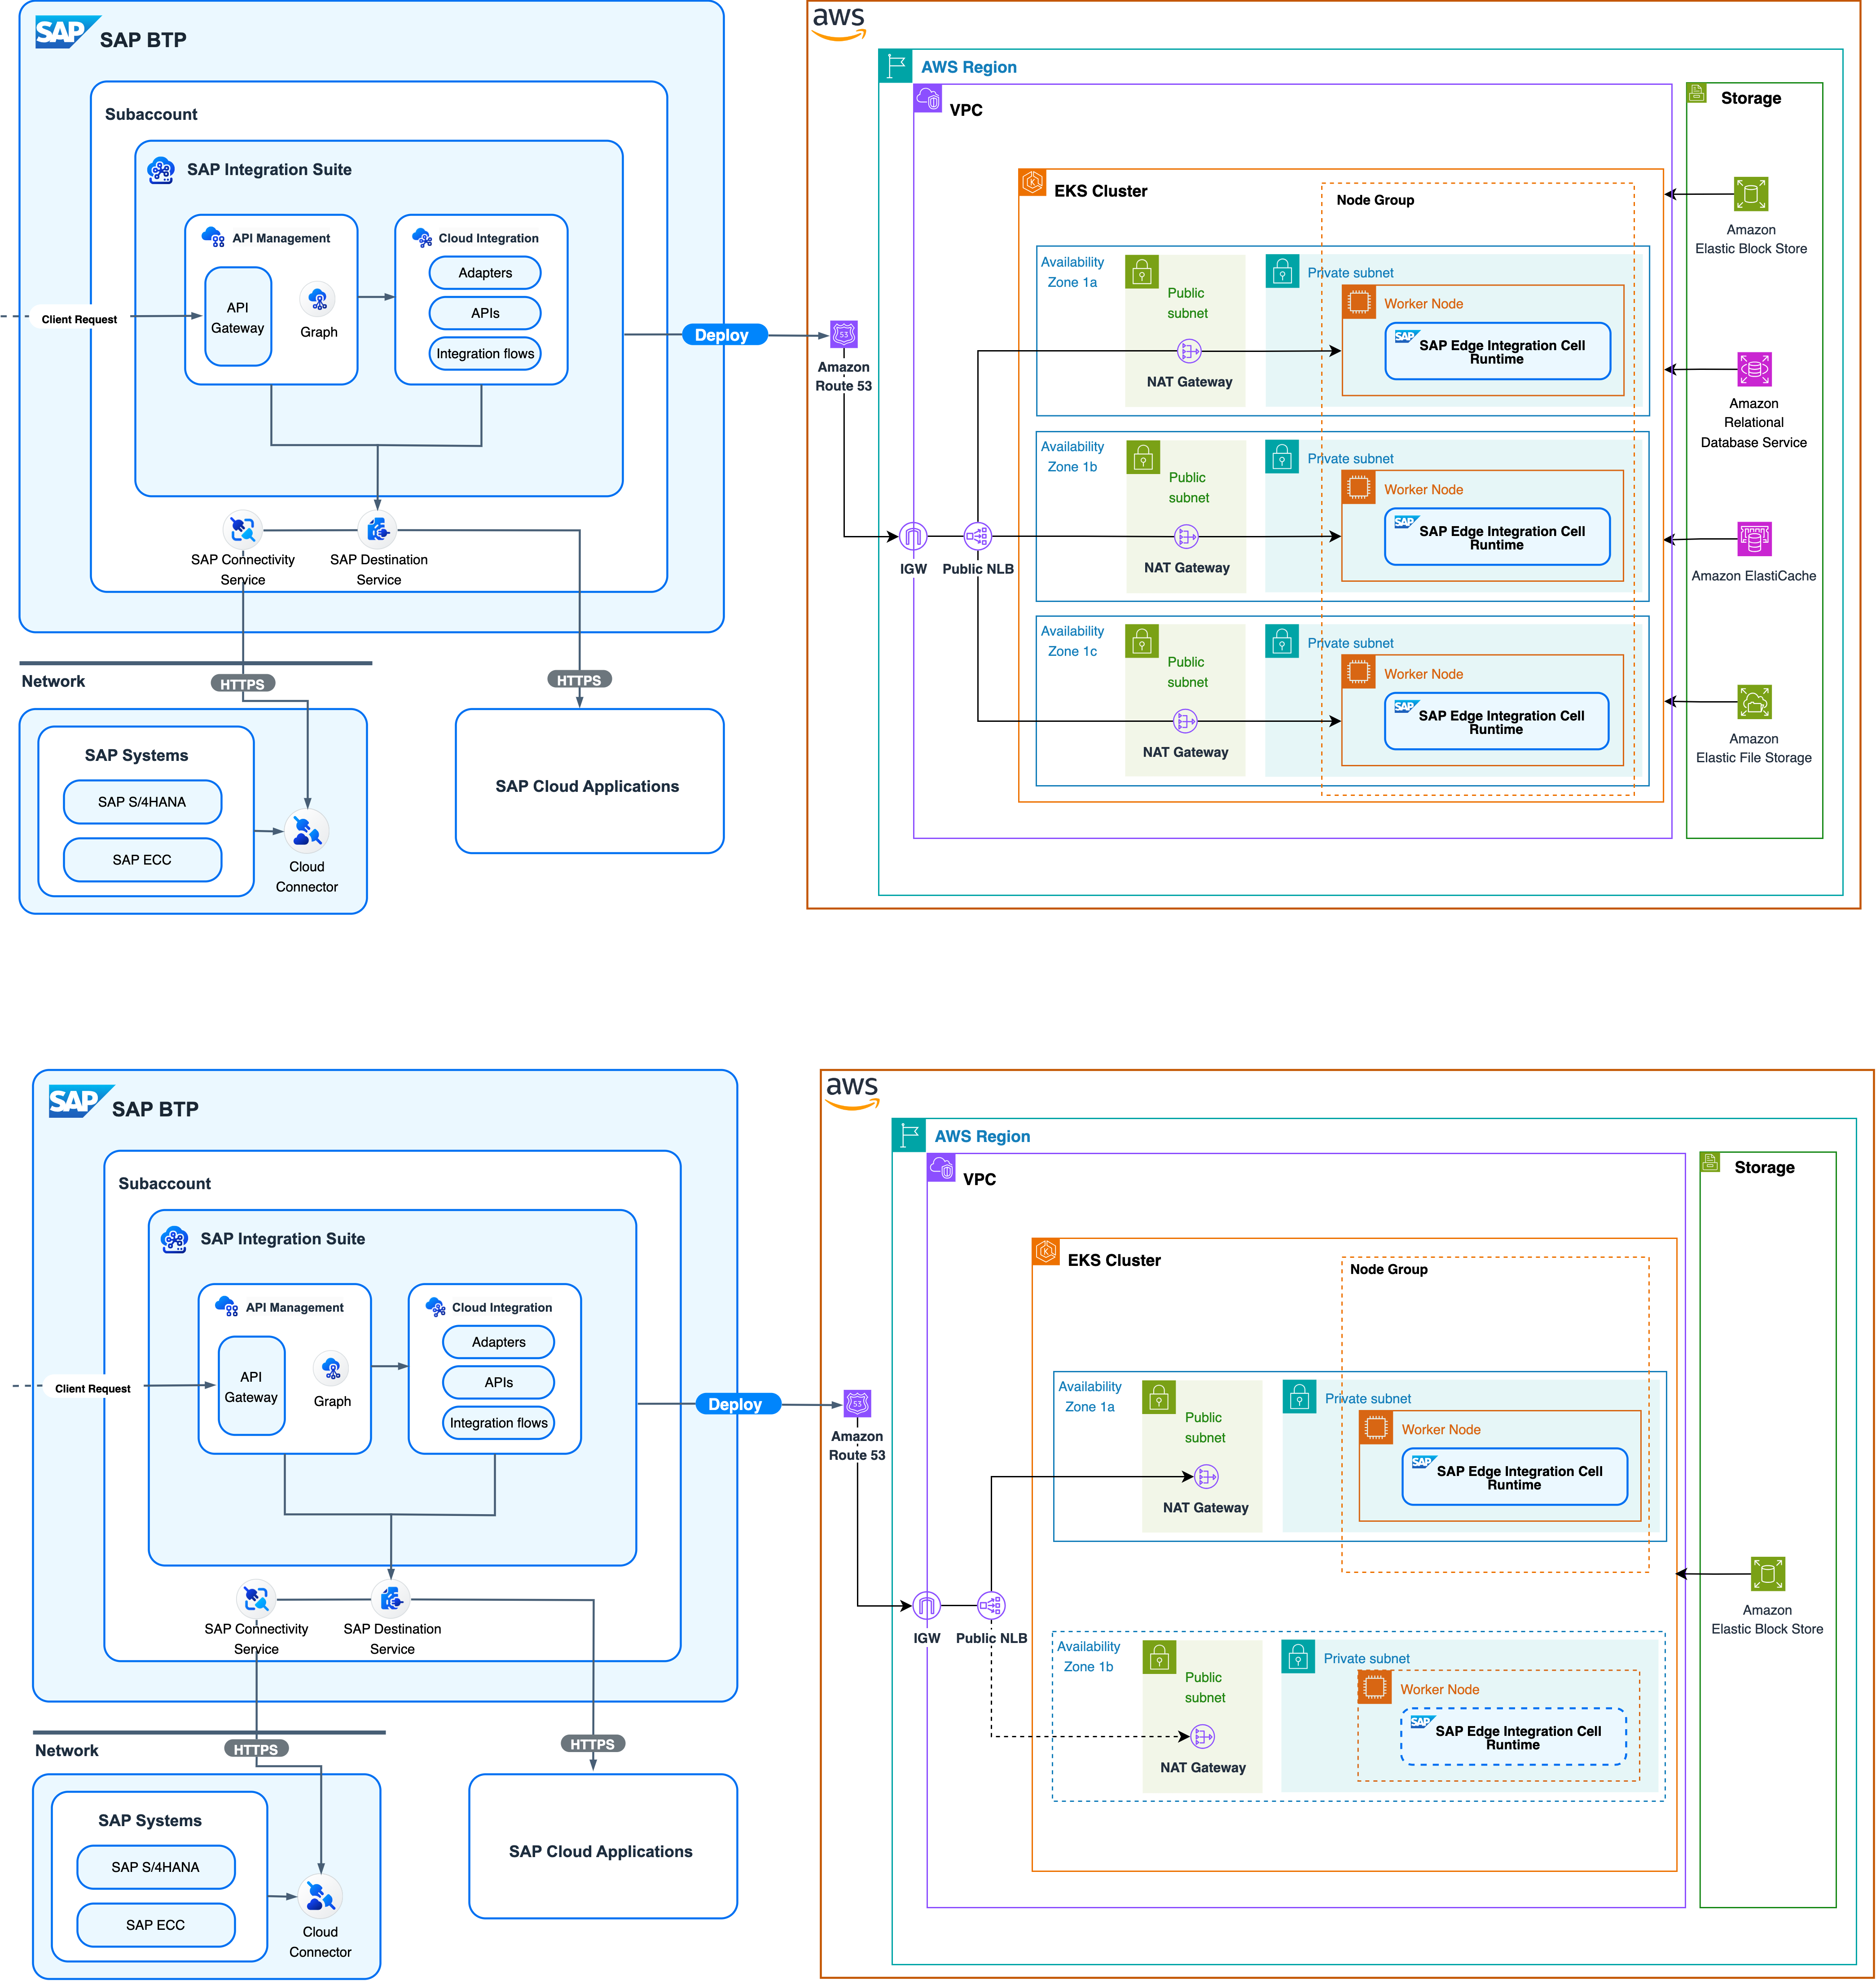 SAP
SAP BTP
Subaccount
SAP Integration Suite
API Management
API
Gateway
Graph
Cloud Integration
Adapters
APIs
Integration flows
Client Request
Deploy
SAP Connectivity
Service
SAP Destination
Service
Network
HTTPS
HTTPS
SAP Systems
SAP S/4HANA
SAP ECC
Cloud
Connector
SAP Cloud Applications
aws
AWS Region
VPC
53
Amazon
Route 53
IGW
Public NLB
EKS Cluster
Node Group
Availability
Zone 1a
Public
subnet
NAT Gateway
Private subnet
Worker Node
SAP
SAP Edge Integration Cell
Runtime
Availability
Zone 1b
Public
subnet
NAT Gateway
Private subnet
Worker Node
SAP
SAP Edge Integration Cell
Runtime
Availability
Zone 1c
Public
subnet
NAT Gateway
Private subnet
Worker Node
SAP
SAP Edge Integration Cell
Runtime
Storage
Amazon
Elastic Block Store
Amazon
Relational
Database Service
Amazon ElastiCache
Amazon
Elastic File Storage
SAP
SAP BTP
Subaccount
SAP Integration Suite
API Management
API
Gateway
Graph
Cloud Integration
Adapters
APIs
Integration flows
Client Request
Deploy
SAP Connectivity
Service
SAP Destination
Service
Network
HTTPS
HTTPS
SAP Systems
SAP S/4HANA
SAP ECC
Cloud
Connector
SAP Cloud Applications
aws
AWS Region
VPC
53
Amazon
Route 53
IGW
Public NLB
EKS Cluster
Node Group
Availability
Zone 1a
Public
subnet
NAT Gateway
Private subnet
Worker Node
SAP
SAP Edge Integration Cell
Runtime
Availability
Zone 1b
Public
subnet
NAT Gateway
Private subnet
Worker Node
SAP
SAP Edge Integration Cell
Runtime
Storage
Amazon
Elastic Block Store